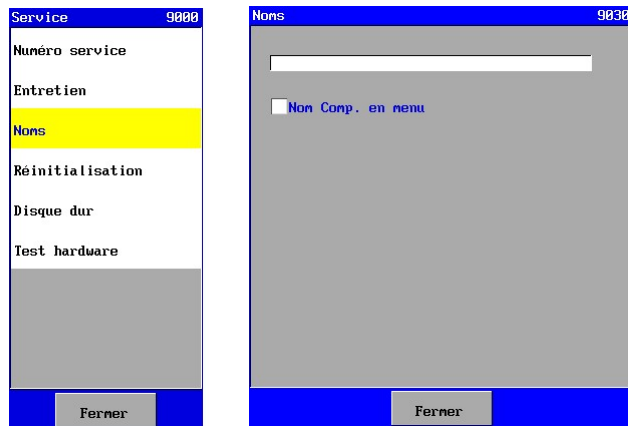 Service 9000
Numéro service
Entretien
Noms
Réinitialisation
Disque dur
Test hardware
Fermer
Noms 9030
Nom Comp. en menu
Fermer